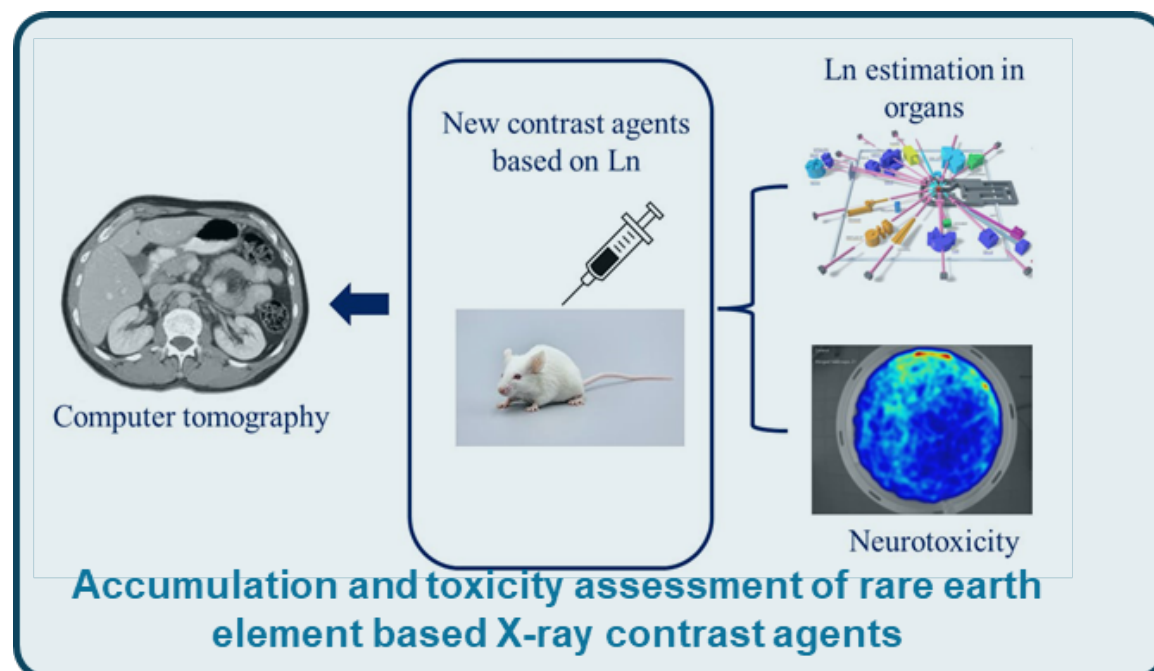 New contrast agents
based on Ln
Computer tomography
Ln estimation in
organs
Neurotoxicity
Accumulation and toxicity assessment of rare earth
element based X-ray contrast agents